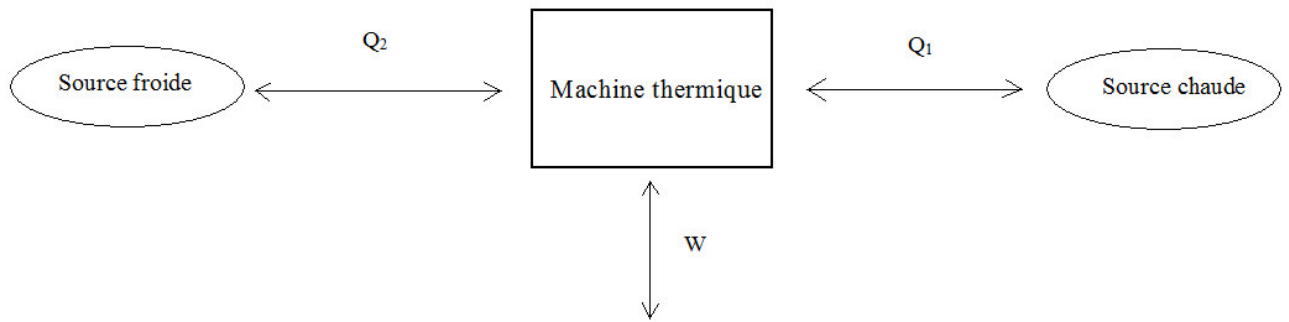 Q₂
Q₁
Source froide
Machine thermique
Source chaude
W